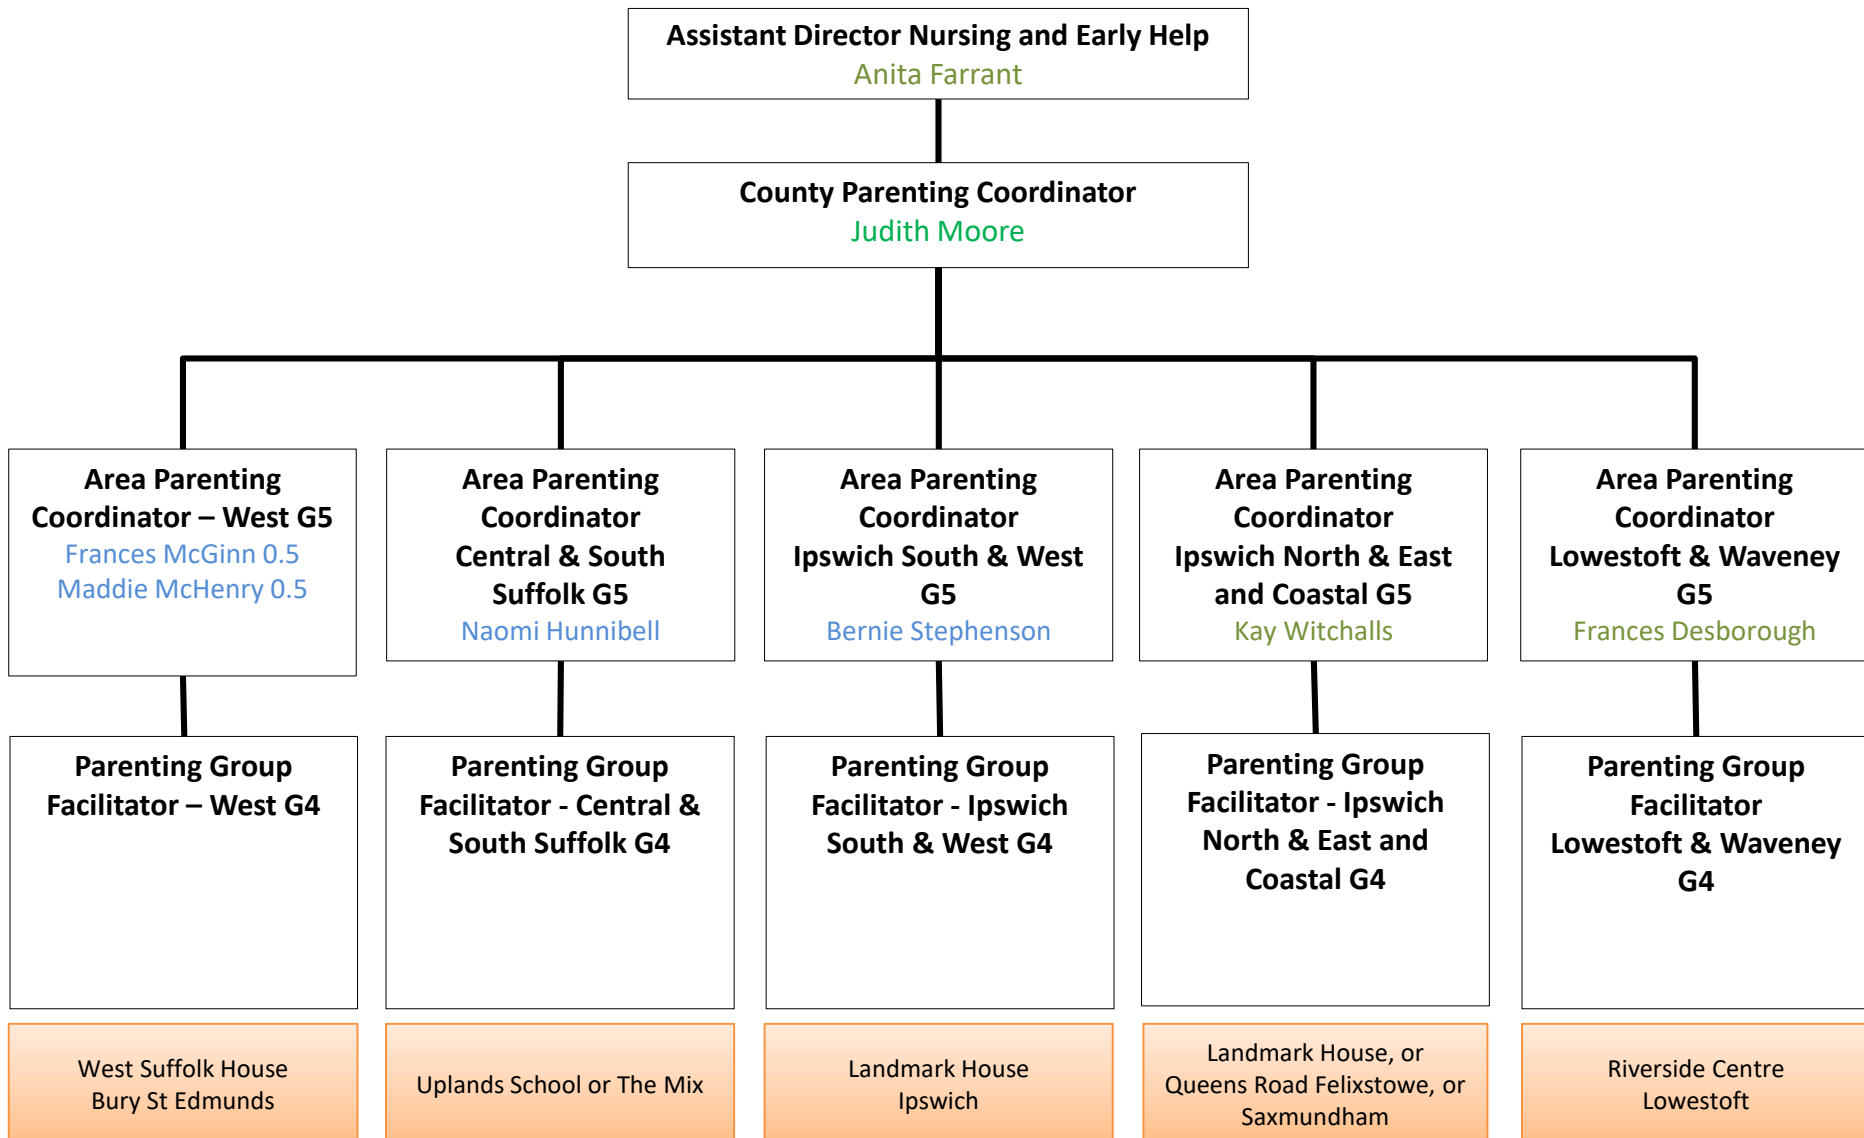 Assistant Director Nursing and Early Help
Anita Farrant
County Parenting Coordinator
Judith Moore
Area Parenting
Coordinator – West G5
Frances McGinn 0.5
Maddie McHenry 0.5
Area Parenting
Coordinator
Central & South
Suffolk G5
Naomi Hunnibell
Area Parenting
Coordinator
Ipswich South & West
G5
Bernie Stephenson
Area Parenting
Coordinator
Ipswich North & East
and Coastal G5
Kay Witchalls
Area Parenting
Coordinator
Lowestoft & Waveney
G5
Frances Desborough
Parenting Group
Facilitator – West G4
Parenting Group
Facilitator - Central &
South Suffolk G4
Parenting Group
Facilitator - Ipswich
South & West G4
Parenting Group
Facilitator - Ipswich
North & East and
Coastal G4
Parenting Group
Facilitator
Lowestoft & Waveney
G4
West Suffolk House
Bury St Edmunds
Uplands School or The Mix
Landmark House
Ipswich
Landmark House, or
Queens Road Felixstowe, or
Saxmundham
Riverside Centre
Lowestoft